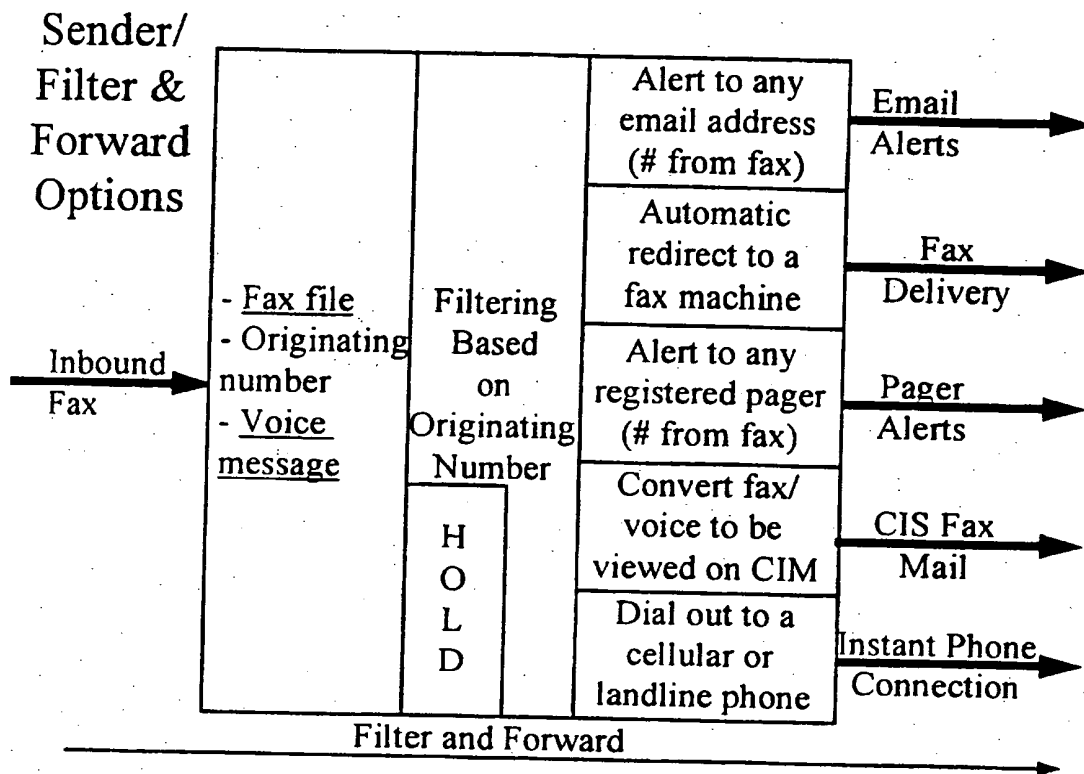 Sender/
Filter &
Forward
Options
Inbound
Fax
- Fax file
- Originating
number
- Voice
message
Filtering
Based
on
Originating
Number
H
O
L
D
Alert to any
email address
(# from fax)
Automatic
redirect to a
fax machine
Alert to any
registered pager
(# from fax)
Convert fax/
voice to be
viewed on CIM
Dial out to a
cellular or
landline phone
Email
Alerts
Fax
Delivery
Pager
Alerts
CIS Fax
Mail
Instant Phone
Connection
Filter and Forward